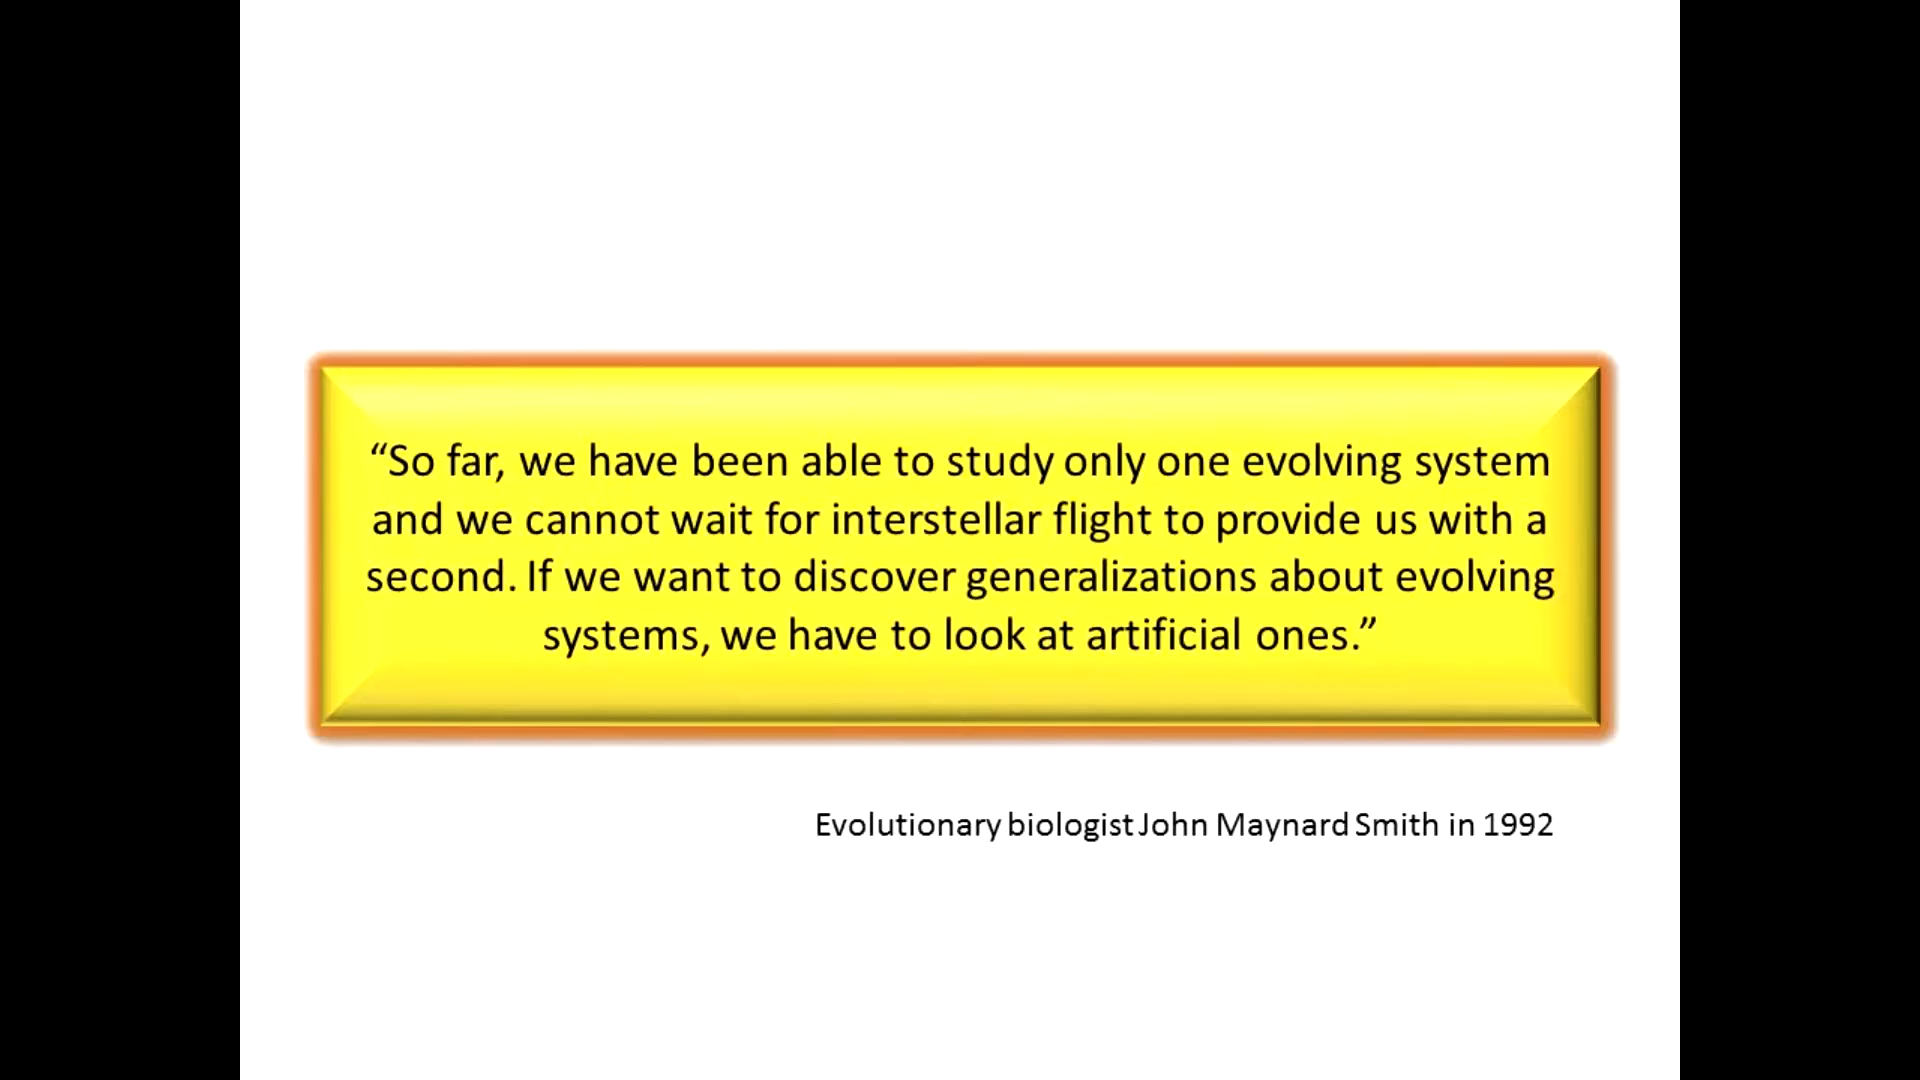 “So far, we have been able to study only one evolving system
and we cannot wait for interstellar flight to provide us with a
second. If we want to discover generalizations about evolving
systems, we have to look at artificial ones.”
Evolutionary biologist John Maynard Smith in 1992